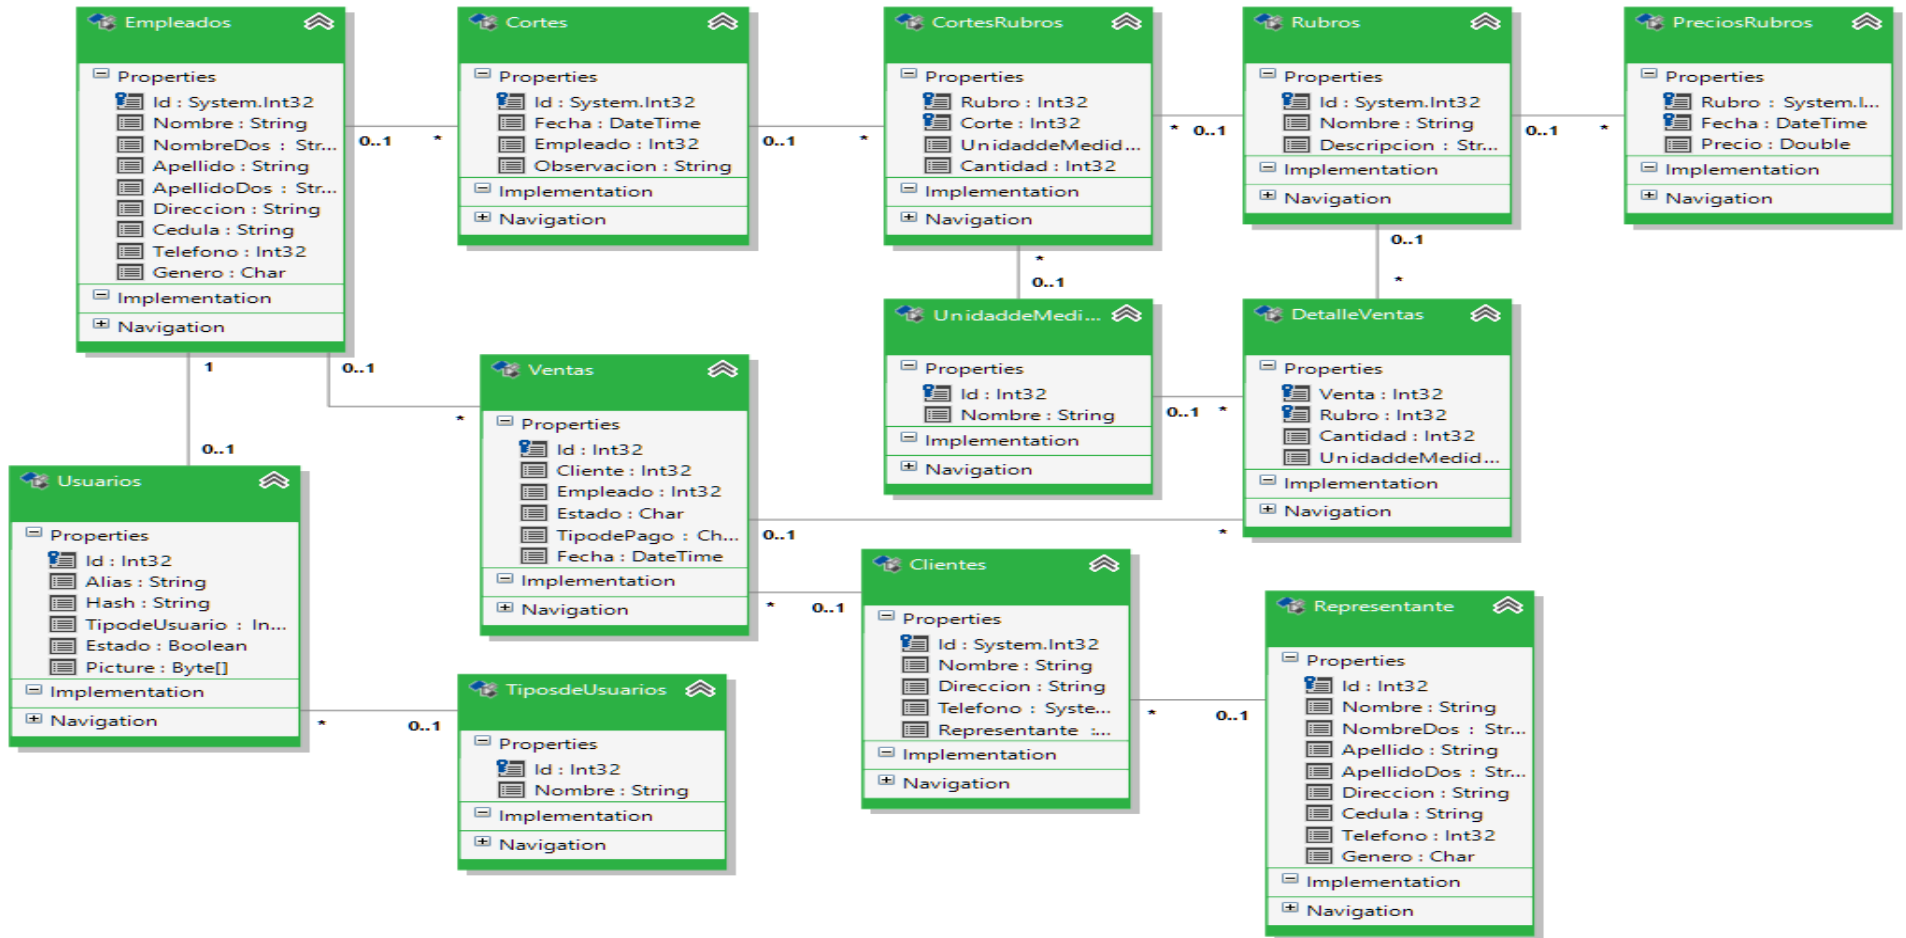 Empleados
Properties
Id : System.Int32
Nombre : String
NombreDos : Str...
Apellido : String
ApellidoDos : Str...
Direccion : String
Cedula : String
Telefono : Int32
Genero : Char
Implementation
Navigation
Cortes
Properties
Id : System.Int32
Fecha : DateTime
Empleado : Int32
Observacion : String
Implementation
Navigation
CortesRubros
Properties
Rubro : Int32
Corte : Int32
UnidaddeMedid...
Cantidad : Int32
Implementation
Navigation
Rubros
Properties
Id : System.Int32
Nombre : String
Descripcion : Str...
Implementation
Navigation
PreciosRubros
Properties
Rubro : System.I...
Fecha : DateTime
Precio : Double
Implementation
Navigation
0..1
*
0..1
*
*
0..1
0..1
*
*
0..1
0..1
*
1
0..1
0..1
*
Ventas
Properties
Id : Int32
Cliente : Int32
Empleado : Int32
Estado : Char
TipodePago : Ch...
Fecha : DateTime
Implementation
Navigation
UnidaddeMedi...
Properties
Id : Int32
Nombre : String
Implementation
Navigation
0..1
*
DetalleVentas
Properties
Venta : Int32
Rubro : Int32
Cantidad : Int32
UnidaddeMedid...
Implementation
Navigation
0..1
*
Usuarios
Properties
Id : Int32
Alias : String
Hash : String
TipodeUsuario : In...
Estado : Boolean
Picture : Byte[]
Implementation
Navigation
*
0..1
TiposdeUsuarios
Properties
Id : Int32
Nombre : String
Implementation
Navigation
*
0..1
Clientes
Properties
Id : System.Int32
Nombre : String
Direccion : String
Telefono : Syste...
Representante :...
Implementation
Navigation
*
0..1
Representante
Properties
Id : Int32
Nombre : String
NombreDos : Str...
Apellido : String
ApellidoDos : Str...
Direccion : String
Cedula : String
Telefono : Int32
Genero : Char
Implementation
Navigation